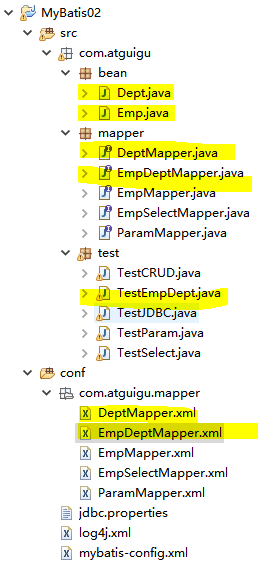 MyBatis02
src
com.atguigu
bean
Dept.java
Emp.java
mapper
DeptMapper.java
EmpDeptMapper.java
EmpMapper.java
EmpSelectMapper.java
ParamMapper.java
test
TestCRUD.java
TestEmpDept.java
TestJDBC.java
TestParam.java
TestSelect.java
conf
com.atguigu.mapper
DeptMapper.xml
EmpDeptMapper.xml
EmpMapper.xml
EmpSelectMapper.xml
ParamMapper.xml
jdbc.properties
log4j.xml
mybatis-config.xml